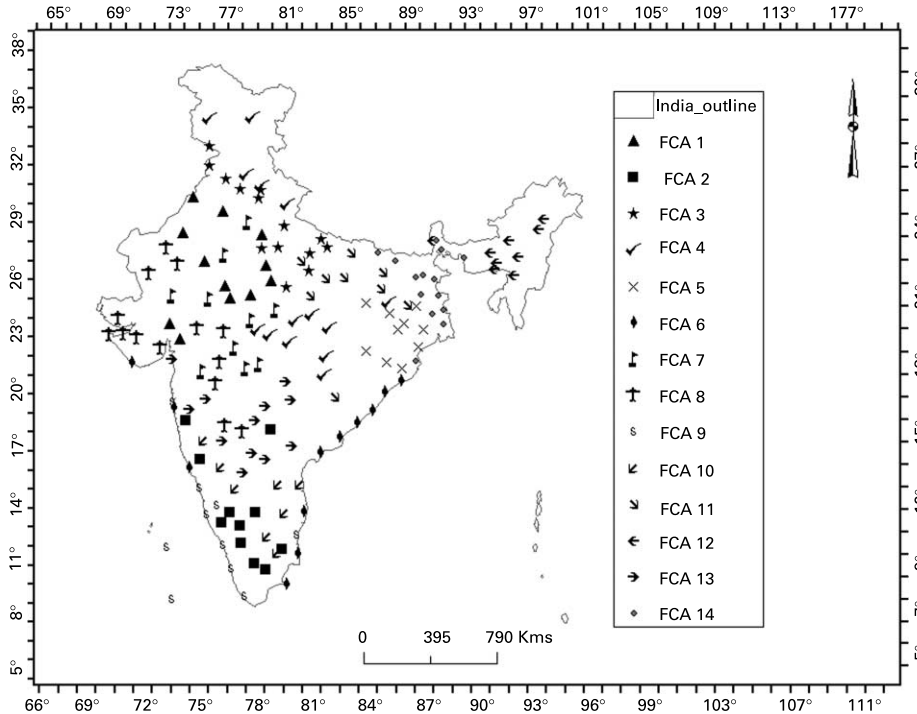 65° 69° 73° 77° 81° 85° 89° 93° 97° 101° 105° 109° 113° 177°
38°
35°
32°
29°
26°
23°
20°
17°
14°
11°
8°
5°
India_outline
FCA 1
FCA 2
FCA 3
FCA 4
FCA 5
FCA 6
FCA 7
FCA 8
FCA 9
FCA 10
FCA 11
FCA 12
FCA 13
FCA 14
0 395 790 Kms
66° 69° 72° 75° 78° 81° 84° 87° 90° 93° 96° 99° 103° 107° 111°